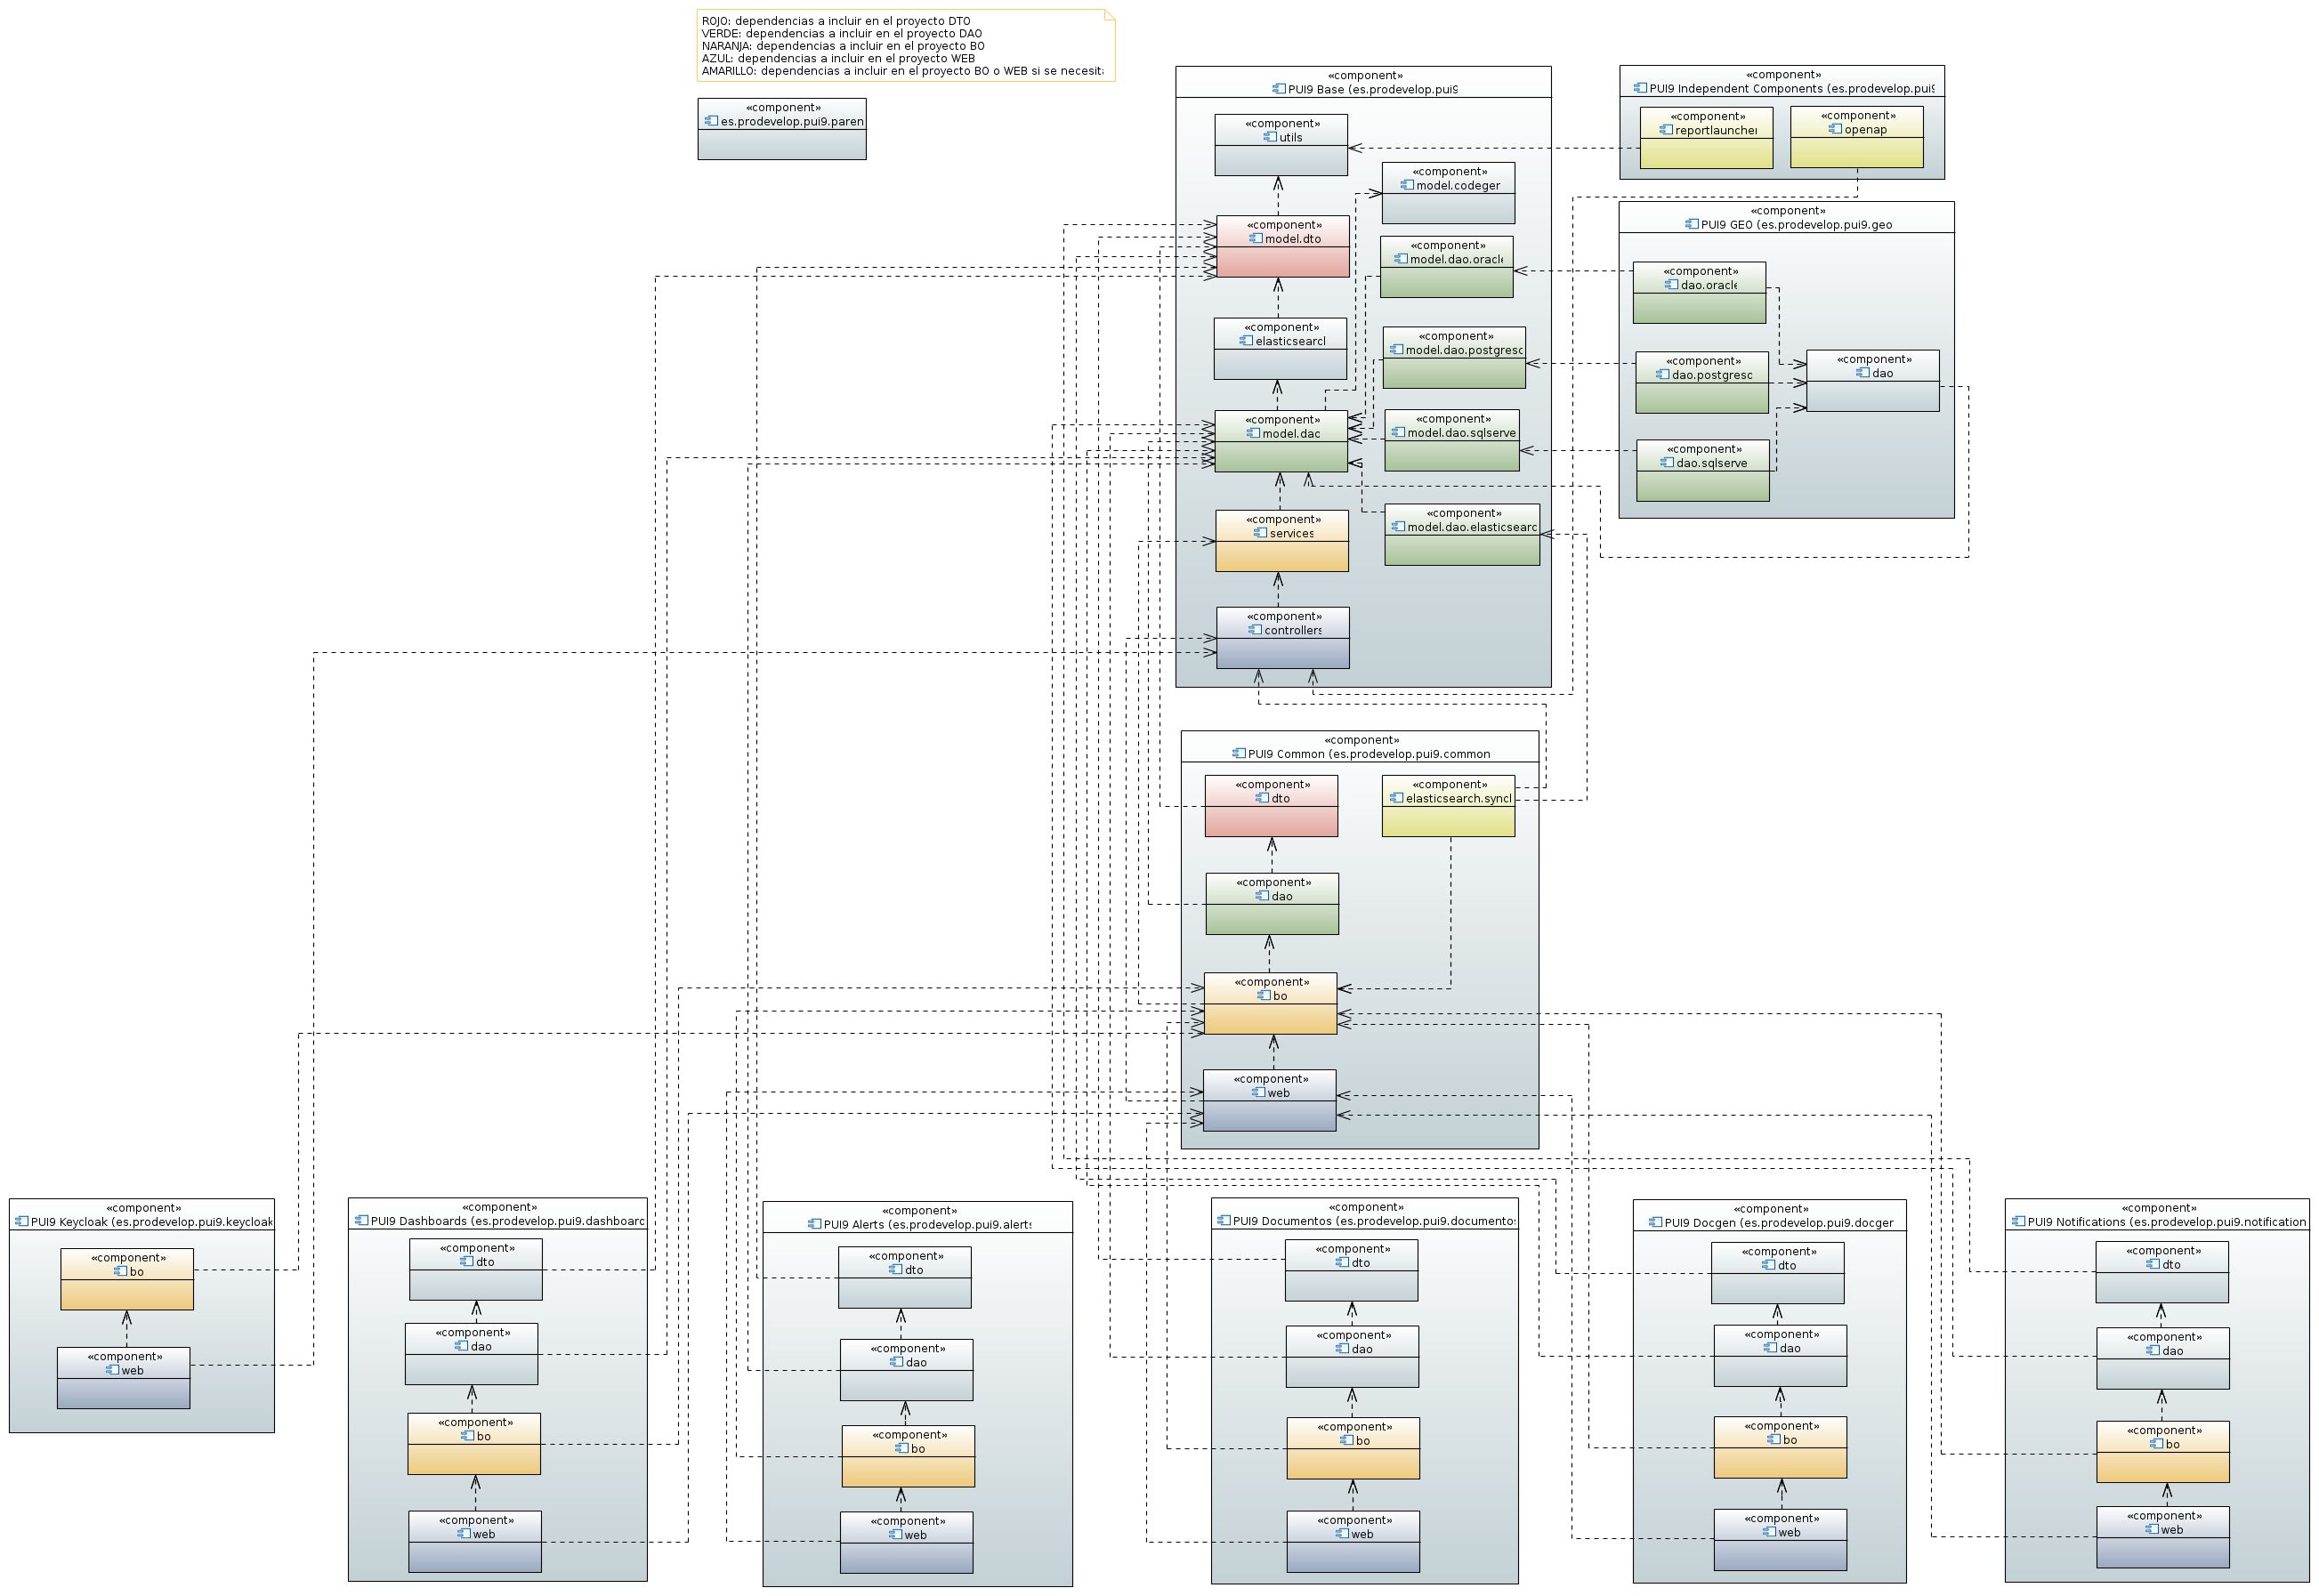 ROJO: dependencias a incluir en el proyecto DTO
VERDE: dependencias a incluir en el proyecto DAO
NARANJA: dependencias a incluir en el proyecto BO
AZUL: dependencias a incluir en el proyecto WEB
AMARILLO: dependencias a incluir en el proyecto BO o WEB si se necesit
«component»
es.prodevelop.pui9.paren
«component»
PUI9 Base (es.prodevelop.pui9
«component»
utils
«component»
model.codeger
«component»
model.dto
«component»
model.dao.oracle
«component»
elasticsearcl
«component»
model.dao.postgresc
«component»
model.dac
«component»
model.dao.sqlserve
«component»
services
«component»
model.dao.elasticsearc
«component»
controllers
«component»
PUI9 Independent Components (es.prodevelop.pui9
«component»
reportlauncher
«component»
openap
«component»
PUI9 GEO (es.prodevelop.pui9.geo
«component»
dao.oracle
«component»
dao.postgresc
«component»
dao
«component»
dao.sqlserve
«component»
PUI9 Common (es.prodevelop.pui9.common
«component»
dto
«component»
elasticsearch.syncl
«component»
dao
«component»
bo
«component»
web
«component»
PUI9 Keycloak (es.prodevelop.pui9.keycloak
«component»
bo
«component»
web
«component»
PUI9 Dashboards (es.prodevelop.pui9.dashboarc
«component»
dto
«component»
dao
«component»
bo
«component»
web
«component»
PUI9 Alerts (es.prodevelop.pui9.alerts
«component»
dto
«component»
dao
«component»
bo
«component»
web
«component»
PUI9 Documentos (es.prodevelop.pui9.documentos
«component»
dto
«component»
dao
«component»
bo
«component»
web
«component»
PUI9 Docgen (es.prodevelop.pui9.docger
«component»
dto
«component»
dao
«component»
bo
«component»
web
«component»
PUI9 Notifications (es.prodevelop.pui9.notification
«component»
dto
«component»
dao
«component»
bo
«component»
web